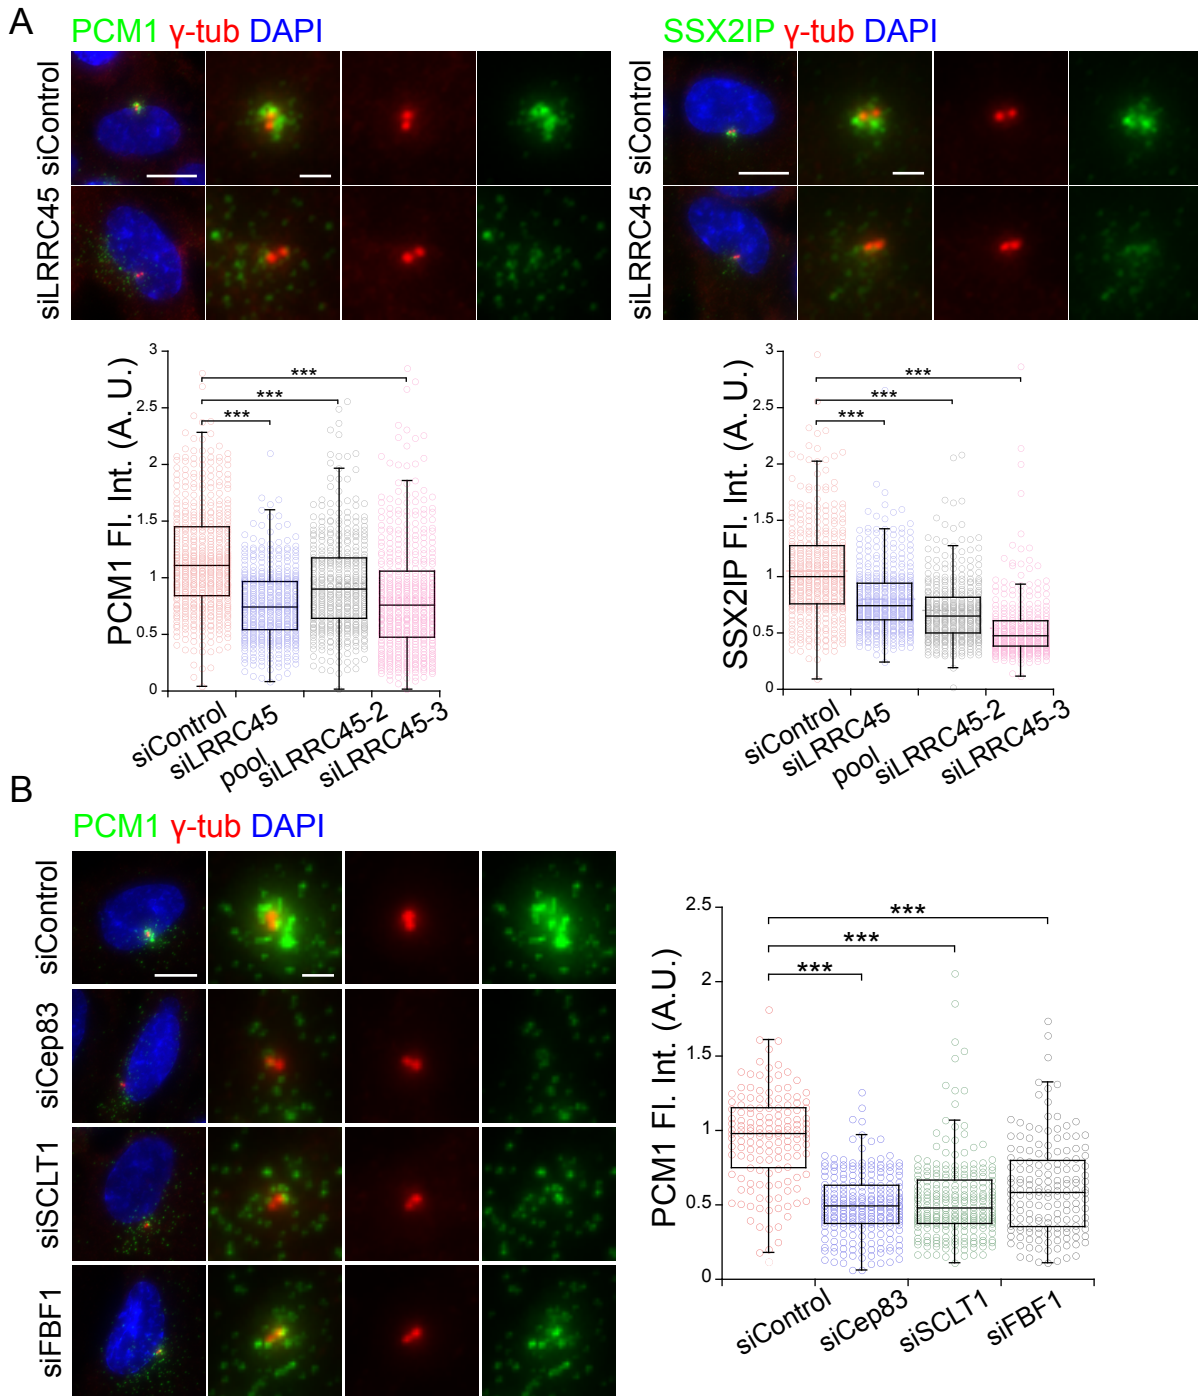 A
PCM1 γ-tub DAPI
siControl
siLRRC45
SSX2IP γ-tub DAPI
siControl
siLRRC45
PCM1 Fl. Int. (A. U.)
3
2.5
2
1.5
1
0.5
0
***
***
***
siControl
siLRRC45
pool
siLRRC45-2
siLRRC45-3
SSX2IP Fl. Int. (A. U.)
3
2.5
2
1.5
1
0.5
0
***
***
***
siControl
siLRRC45
pool
siLRRC45-2
siLRRC45-3
B
PCM1 γ-tub DAPI
siControl
siCep83
siSCLT1
siFBF1
PCM1 Fl. Int. (A.U.)
2.5
2
1.5
1
0.5
0
***
***
***
siControl
siCep83
siSCLT1
siFBF1